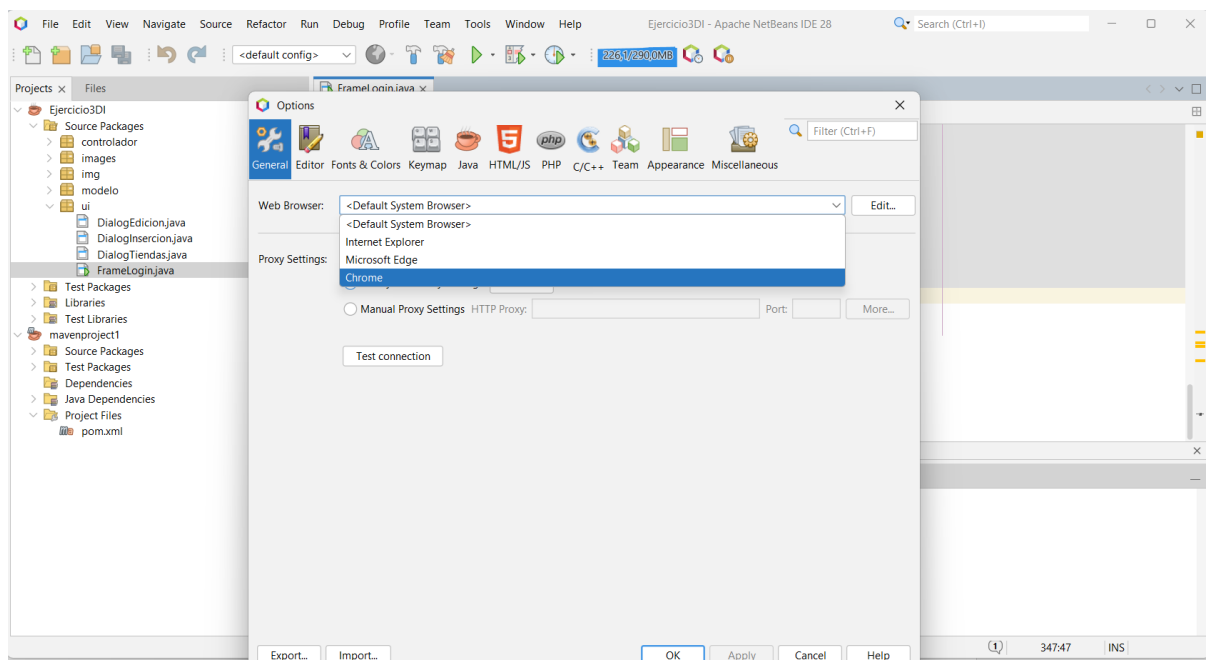 File Edit View Navigate Source Refactor Run Debug Profile Team Tools Window Help Ejercicio3DI - Apache NetBeans IDE 28 Search (Ctrl+I)
<default config> 226,1/290,0MB
Projects Files FrameLogin.java
Ejercicio3DI
Source Packages
controlador
images
img
modelo
ui
DialogEdicion.java
DialogInsercion.java
DialogTiendas.java
FrameLogin.java
Test Packages
Libraries
Test Libraries
mavenproject1
Source Packages
Test Packages
Dependencies
Java Dependencies
Project Files
pom.xml
Options
Filter (Ctrl+F)
General Editor Fonts & Colors Keymap Java HTML/JS PHP C/C++ Team Appearance Miscellaneous
php
Web Browser: <Default System Browser> Edit...
<Default System Browser>
Internet Explorer
Microsoft Edge
Chrome
Proxy Settings:
Manual Proxy Settings HTTP Proxy: Port: More...
Test connection
Export... Import... OK Apply Cancel Help
1 347:47 INS